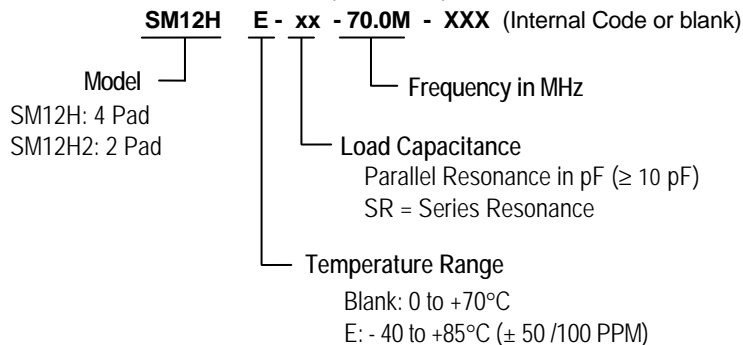 SM12H E - xx - 70.0M - XXX (Internal Code or blank)
Model
SM12H: 4 Pad
SM12H2: 2 Pad
Frequency in MHz
Load Capacitance
Parallel Resonance in pF (≥ 10 pF)
SR = Series Resonance
Temperature Range
Blank: 0 to +70°C
E: - 40 to +85°C (± 50 /100 PPM)